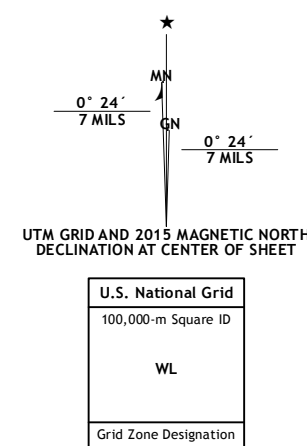 ★
MN
0° 24´
7 MILS
GN
0° 24´
7 MILS
UTM GRID AND 2015 MAGNETIC NORTH
DECLINATION AT CENTER OF SHEET
U.S. National Grid
100,000-m Square ID
WL
Grid Zone Designation